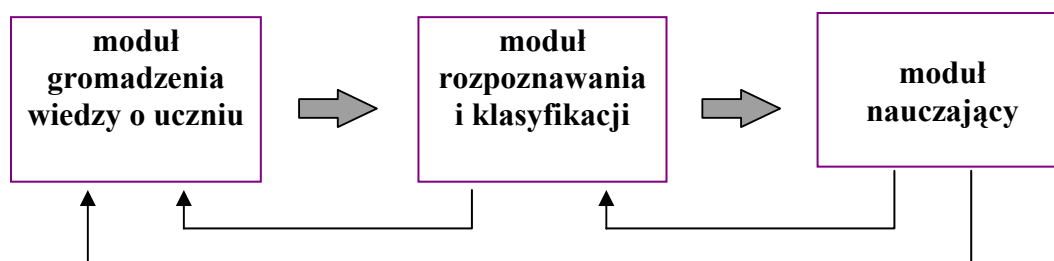 moduł
gromadzenia
wiedzy o uczniu
moduł
rozpoznawania
i klasyfikacji
moduł
nauczający